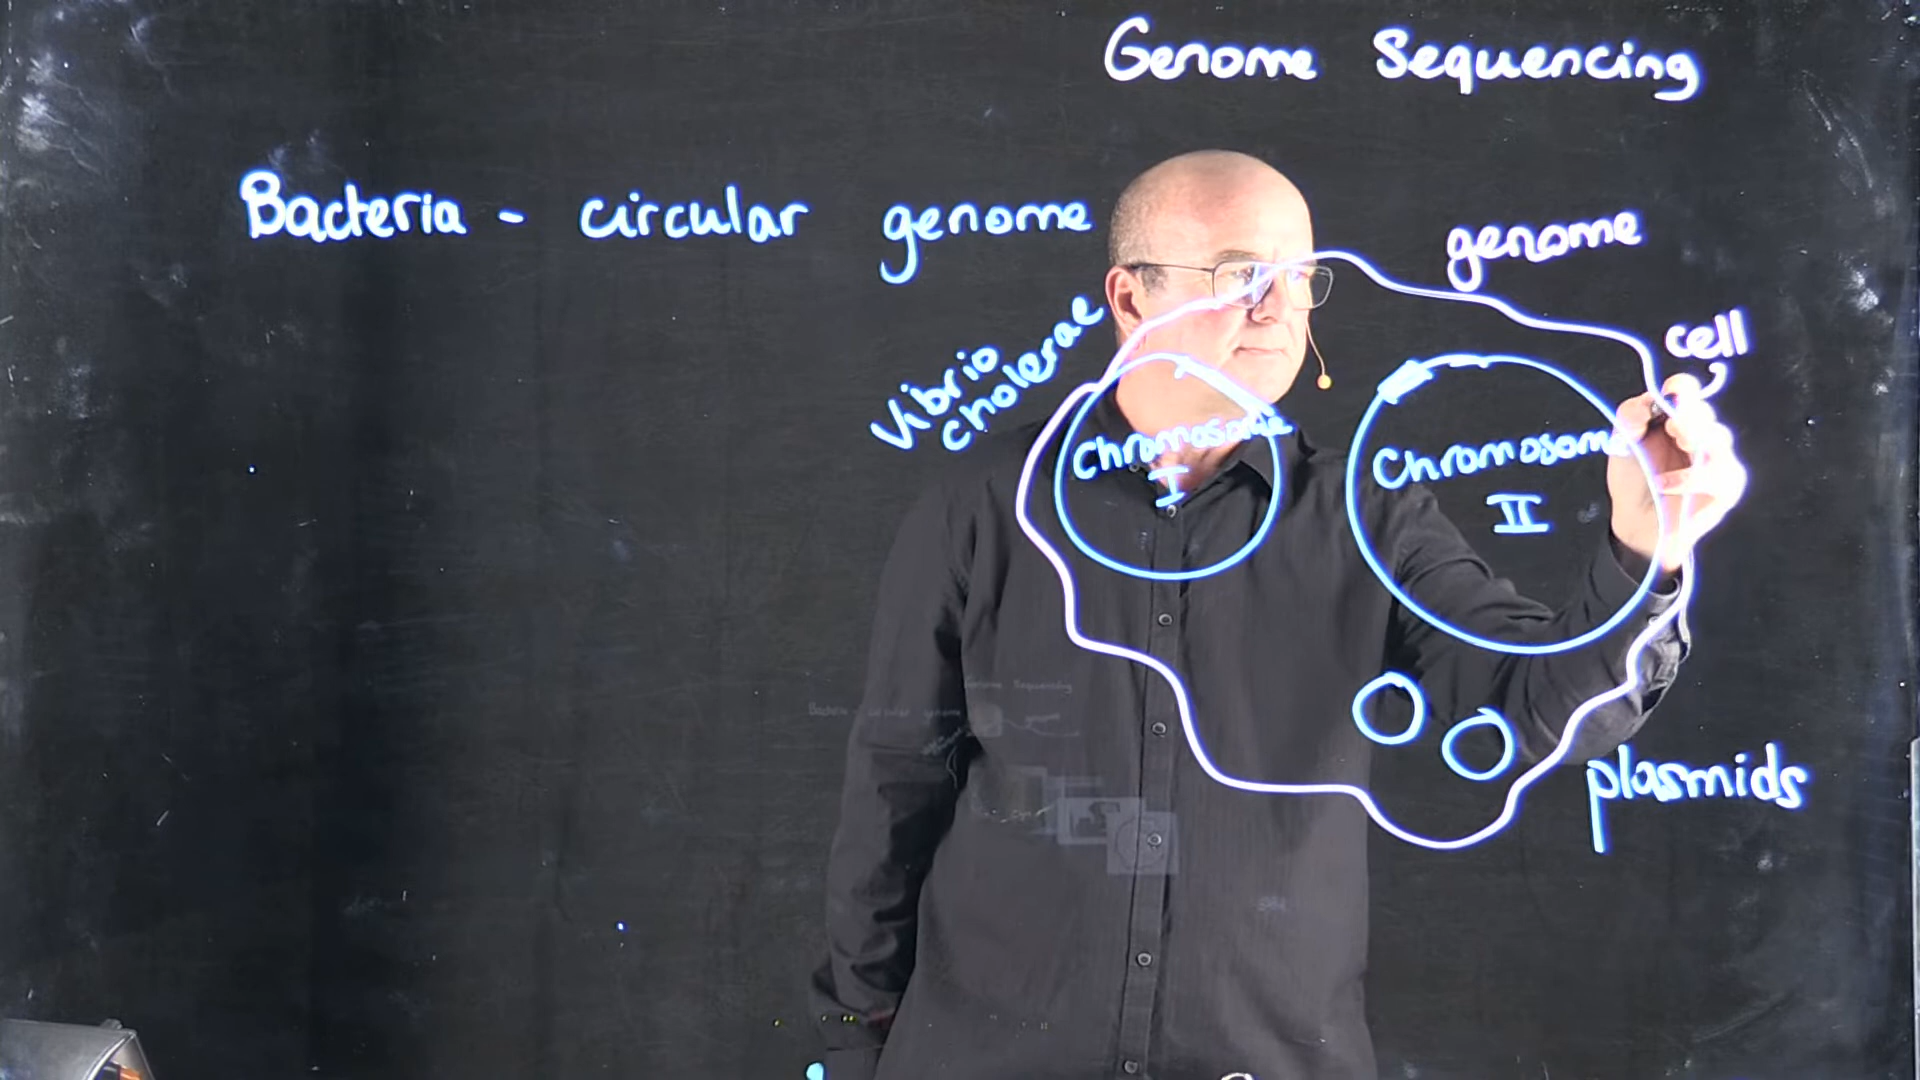 Genome Sequencing
Bacteria - circular genome
genome
cell
Vibrio
cholerae
Chromosome
I
Chromosome
II
plasmids